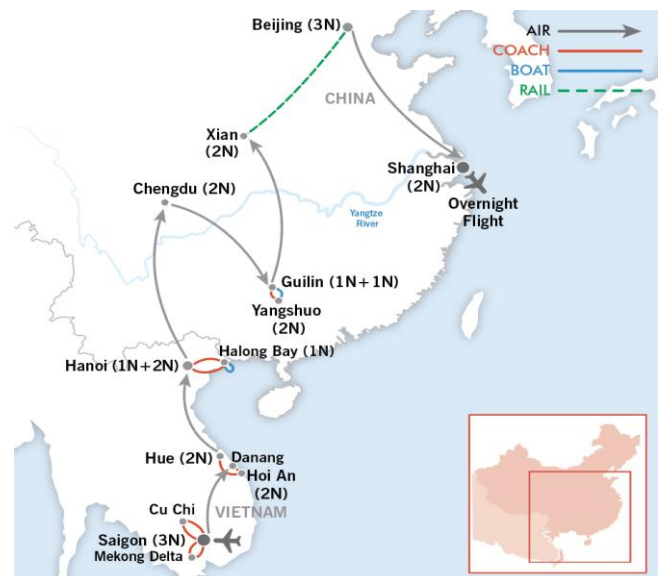 Beijing (3N)
AIR
COACH
BOAT
RAIL
CHINA
Xian
(2N)
Shanghai
(2N)
Chengdu (2N)
Overnight
Flight
Yangtze
River
Guilin (1N+1N)
Yangshuo
(2N)
Halong Bay (1N)
Hanoi (1N+2N)
Hue (2N)
Danang
Hoi An
(2N)
Cu Chi
VIETNAM
Saigon (3N)
Mekong Delta